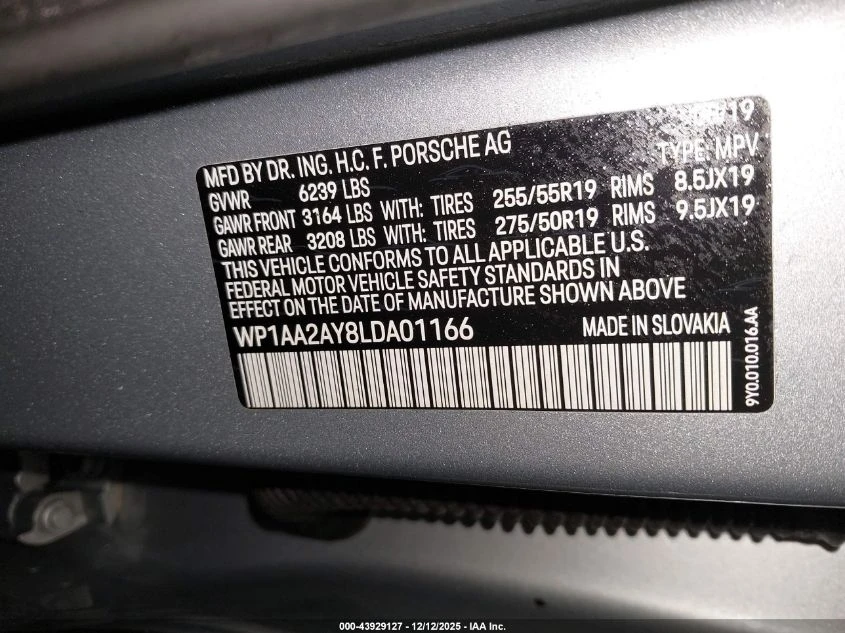 /19
MFD BY DR. ING. H.C. F. PORSCHE AG TYPE: MPV
GVWR 6239 LBS
GAWR FRONT 3164 LBS WITH: TIRES 255/55R19 RIMS 8.5JX19
GAWR REAR 3208 LBS WITH: TIRES 275/50R19 RIMS 9.5JX19
THIS VEHICLE CONFORMS TO ALL APPLICABLE U.S.
FEDERAL MOTOR VEHICLE SAFETY STANDARDS IN
EFFECT ON THE DATE OF MANUFACTURE SHOWN ABOVE
WP1AA2AY8LDA01166 MADE IN SLOVAKIA
9Y0.010.016.AA
000-43929127 - 12/12/2025 - IAA Inc.